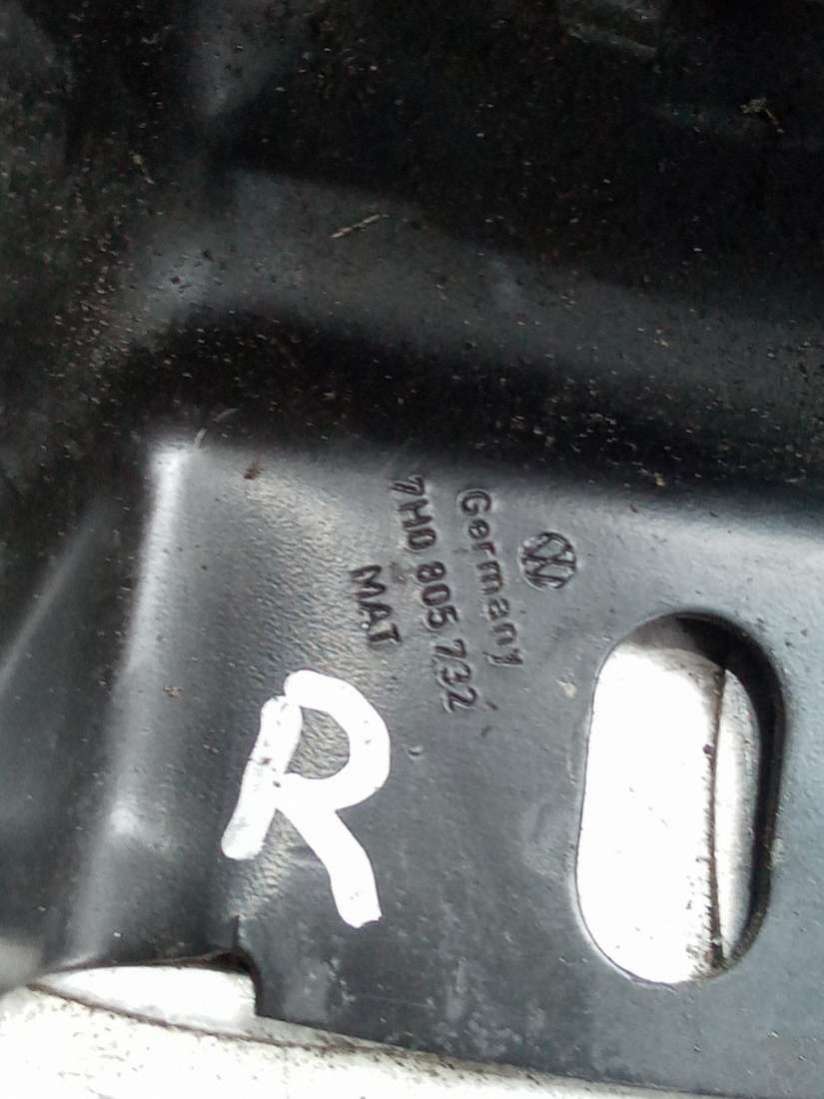 Germany
7H0 805 732
MAT
R